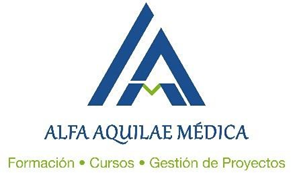 ALFA AQUILAE MÉDICA
Formación • Cursos • Gestión de Proyectos